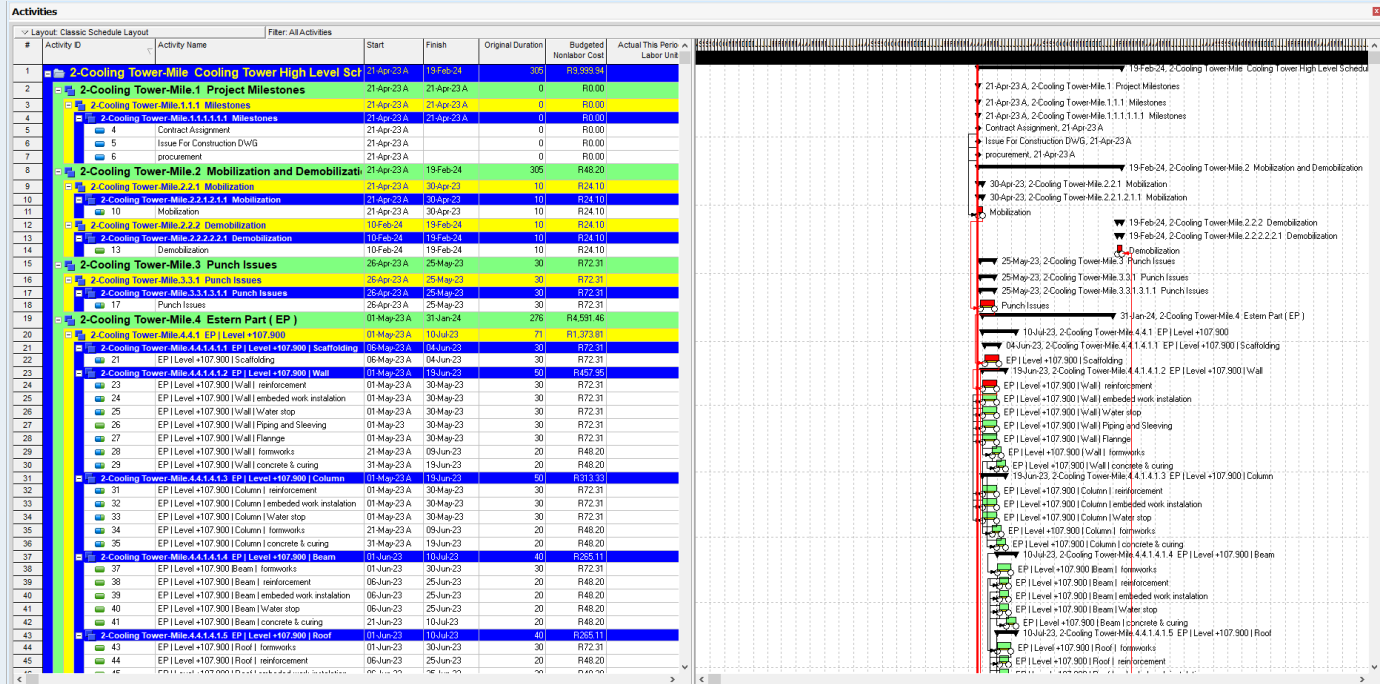 Activities
Layout: Classic Schedule Layout Filter: All Activities
# Activity ID Activity Name Start Finish Original Duration Budgeted Nonlabor Cost Actual This Perio Labor Unit
1 2-Cooling Tower-Mile Cooling Tower High Level Sch 21-Apr-23 A 19-Feb-24 305 R9,999.94
2 2-Cooling Tower-Mile.1 Project Milestones 21-Apr-23 A 21-Apr-23 A 0 R0.00
3 2-Cooling Tower-Mile.1.1.1 Milestones 21-Apr-23 A 21-Apr-23 A 0 R0.00
4 2-Cooling Tower-Mile.1.1.1.1.1.1 Milestones 21-Apr-23 A 21-Apr-23 A 0 R0.00
5 4 Contract Assignment 21-Apr-23 A 0 R0.00
6 5 Issue For Construction DWG 21-Apr-23 A 0 R0.00
7 6 procurement 21-Apr-23 A 0 R0.00
8 2-Cooling Tower-Mile.2 Mobilization and Demobilizati 21-Apr-23 A 19-Feb-24 305 R48.20
9 2-Cooling Tower-Mile.2.2.1 Mobilization 21-Apr-23 A 30-Apr-23 10 R24.10
10 2-Cooling Tower-Mile.2.2.1.2.1.1 Mobilization 21-Apr-23 A 30-Apr-23 10 R24.10
11 10 Mobilization 21-Apr-23 A 30-Apr-23 10 R24.10
12 2-Cooling Tower-Mile.2.2.2 Demobilization 10-Feb-24 19-Feb-24 10 R24.10
13 2-Cooling Tower-Mile.2.2.2.2.2.1 Demobilization 10-Feb-24 19-Feb-24 10 R24.10
14 13 Demobilization 10-Feb-24 19-Feb-24 10 R24.10
15 2-Cooling Tower-Mile.3 Punch Issues 26-Apr-23 A 25-May-23 30 R72.31
16 2-Cooling Tower-Mile.3.3.1 Punch Issues 26-Apr-23 A 25-May-23 30 R72.31
17 2-Cooling Tower-Mile.3.3.1.3.1.1 Punch Issues 26-Apr-23 A 25-May-23 30 R72.31
18 17 Punch Issues 26-Apr-23 A 25-May-23 30 R72.31
19 2-Cooling Tower-Mile.4 Estern Part ( EP ) 01-May-23 A 31-Jan-24 276 R4,591.46
20 2-Cooling Tower-Mile.4.4.1 EP | Level +107.900 01-May-23 A 10-Jul-23 71 R1,373.81
21 2-Cooling Tower-Mile.4.4.1.4.1.1 EP | Level +107.900 | Scaffolding 06-May-23 A 04-Jun-23 30 R72.31
22 21 EP | Level +107.900 | Scaffolding 06-May-23 A 04-Jun-23 30 R72.31
23 2-Cooling Tower-Mile.4.4.1.4.1.2 EP | Level +107.900 | Wall 01-May-23 A 19-Jun-23 50 R457.95
24 23 EP | Level +107.900 | Wall | reinforcement 01-May-23 A 30-May-23 30 R72.31
25 24 EP | Level +107.900 | Wall | embeded work instalation 01-May-23 A 30-May-23 30 R72.31
26 25 EP | Level +107.900 | Wall | Water stop 01-May-23 A 30-May-23 30 R72.31
27 26 EP | Level +107.900 | Wall | Piping and Sleeving 01-May-23 A 30-May-23 30 R72.31
28 27 EP | Level +107.900 | Wall | Flannge 01-May-23 A 30-May-23 30 R72.31
29 28 EP | Level +107.900 | Wall | formworks 21-May-23 A 09-Jun-23 20 R48.20
30 29 EP | Level +107.900 | Wall | concrete & curing 31-May-23 A 19-Jun-23 20 R48.20
31 2-Cooling Tower-Mile.4.4.1.4.1.3 EP | Level +107.900 | Column 01-May-23 A 19-Jun-23 50 R313.33
32 31 EP | Level +107.900 | Column | reinforcement 01-May-23 A 30-May-23 30 R72.31
33 32 EP | Level +107.900 | Column | embeded work instalation 01-May-23 A 30-May-23 30 R72.31
34 33 EP | Level +107.900 | Column | Water stop 01-May-23 A 30-May-23 30 R72.31
35 34 EP | Level +107.900 | Column | formworks 21-May-23 A 09-Jun-23 20 R48.20
36 35 EP | Level +107.900 | Column | concrete & curing 31-May-23 A 19-Jun-23 20 R48.20
37 2-Cooling Tower-Mile.4.4.1.4.1.4 EP | Level +107.900 | Beam 01-Jun-23 10-Jul-23 40 R265.11
38 37 EP | Level +107.900 |Beam | formworks 01-Jun-23 30-Jun-23 30 R72.31
39 38 EP | Level +107.900 | Beam | reinforcement 06-Jun-23 25-Jun-23 20 R48.20
40 39 EP | Level +107.900 | Beam | embeded work instalation 06-Jun-23 25-Jun-23 20 R48.20
41 40 EP | Level +107.900 | Beam | Water stop 06-Jun-23 25-Jun-23 20 R48.20
42 41 EP | Level +107.900 | Beam | concrete & curing 21-Jun-23 10-Jul-23 20 R48.20
43 2-Cooling Tower-Mile.4.4.1.4.1.5 EP | Level +107.900 | Roof 01-Jun-23 10-Jul-23 40 R265.11
44 43 EP | Level +107.900 | Roof | formworks 01-Jun-23 30-Jun-23 30 R72.31
45 44 EP | Level +107.900 | Roof | reinforcement 06-Jun-23 25-Jun-23 20 R48.20
19-Feb-24, 2-Cooling Tower-Mile Cooling Tower High Level Schedu
21-Apr-23 A, 2-Cooling Tower-Mile.1 Project Milestones
21-Apr-23 A, 2-Cooling Tower-Mile.1.1.1 Milestones
21-Apr-23 A, 2-Cooling Tower-Mile.1.1.1.1.1.1 Milestones
Contract Assignment, 21-Apr-23 A
Issue For Construction DWG, 21-Apr-23 A
procurement, 21-Apr-23 A
19-Feb-24, 2-Cooling Tower-Mile.2 Mobilization and Demobilization
30-Apr-23, 2-Cooling Tower-Mile.2.2.1 Mobilization
30-Apr-23, 2-Cooling Tower-Mile.2.2.1.2.1.1 Mobilization
Mobilization
19-Feb-24, 2-Cooling Tower-Mile.2.2.2 Demobilization
19-Feb-24, 2-Cooling Tower-Mile.2.2.2.2.2.1 Demobilization
Demobilization
25-May-23, 2-Cooling Tower-Mile.3 Punch Issues
25-May-23, 2-Cooling Tower-Mile.3.3.1 Punch Issues
25-May-23, 2-Cooling Tower-Mile.3.3.1.3.1.1 Punch Issues
Punch Issues
31-Jan-24, 2-Cooling Tower-Mile.4 Estern Part ( EP )
10-Jul-23, 2-Cooling Tower-Mile.4.4.1 EP | Level +107.900
04-Jun-23, 2-Cooling Tower-Mile.4.4.1.4.1.1 EP | Level +107.900 | Scaffolding
EP | Level +107.900 | Scaffolding
19-Jun-23, 2-Cooling Tower-Mile.4.4.1.4.1.2 EP | Level +107.900 | Wall
EP | Level +107.900 | Wall | reinforcement
EP | Level +107.900 | Wall | embeded work instalation
EP | Level +107.900 | Wall | Water stop
EP | Level +107.900 | Wall | Piping and Sleeving
EP | Level +107.900 | Wall | Flannge
EP | Level +107.900 | Wall | formworks
EP | Level +107.900 | Wall | concrete & curing
19-Jun-23, 2-Cooling Tower-Mile.4.4.1.4.1.3 EP | Level +107.900 | Column
EP | Level +107.900 | Column | reinforcement
EP | Level +107.900 | Column | embeded work instalation
EP | Level +107.900 | Column | Water stop
EP | Level +107.900 | Column | formworks
EP | Level +107.900 | Column | concrete & curing
10-Jul-23, 2-Cooling Tower-Mile.4.4.1.4.1.4 EP | Level +107.900 | Beam
EP | Level +107.900 |Beam | formworks
EP | Level +107.900 | Beam | reinforcement
EP | Level +107.900 | Beam | embeded work instalation
EP | Level +107.900 | Beam | Water stop
EP | Level +107.900 | Beam | concrete & curing
10-Jul-23, 2-Cooling Tower-Mile.4.4.1.4.1.5 EP | Level +107.900 | Roof
EP | Level +107.900 | Roof | formworks
EP | Level +107.900 | Roof | reinforcement